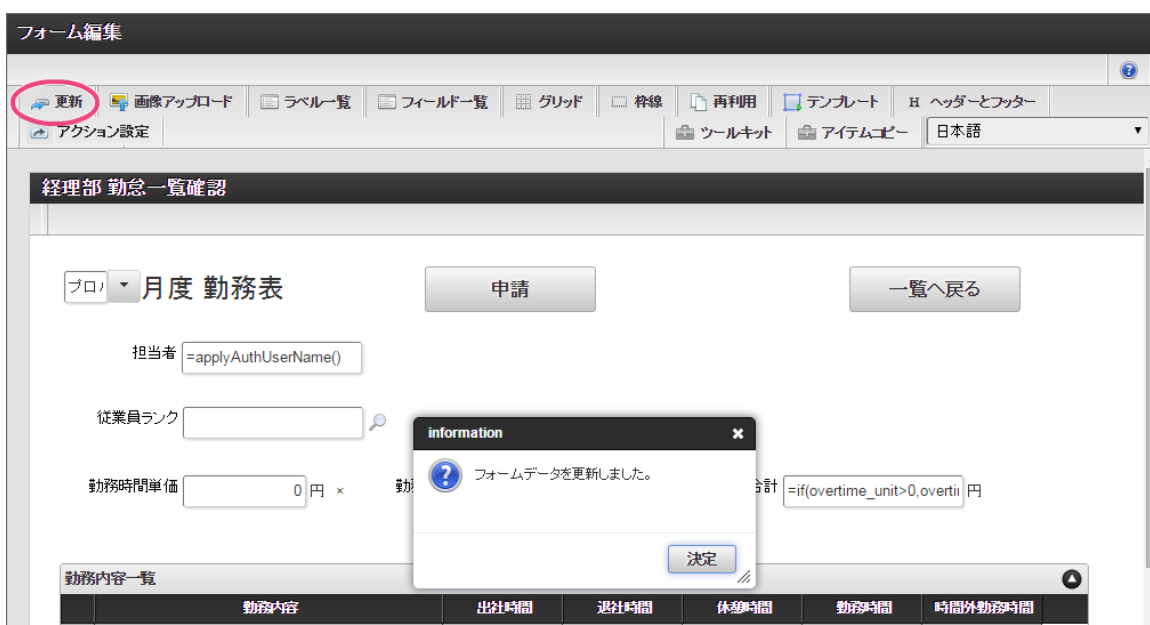 フォーム編集
更新 画像アップロード ラベル一覧 フィールド一覧 グリッド 枠線 再利用 テンプレート H ヘッダーとフッター
アクション設定 ツールキット アイテムコピー 日本語
経理部 勤怠一覧確認
月度 勤務表 申請 一覧へ戻る
担当者 =applyAuthUserName()
従業員ランク
information
フォームデータを更新しました。
勤務時間単価 0 円 × =if(overtime_unit>0,overti 円
決定
勤務内容一覧
勤務内容 出社時間 退社時間 休憩時間 勤務時間 時間外勤務時間